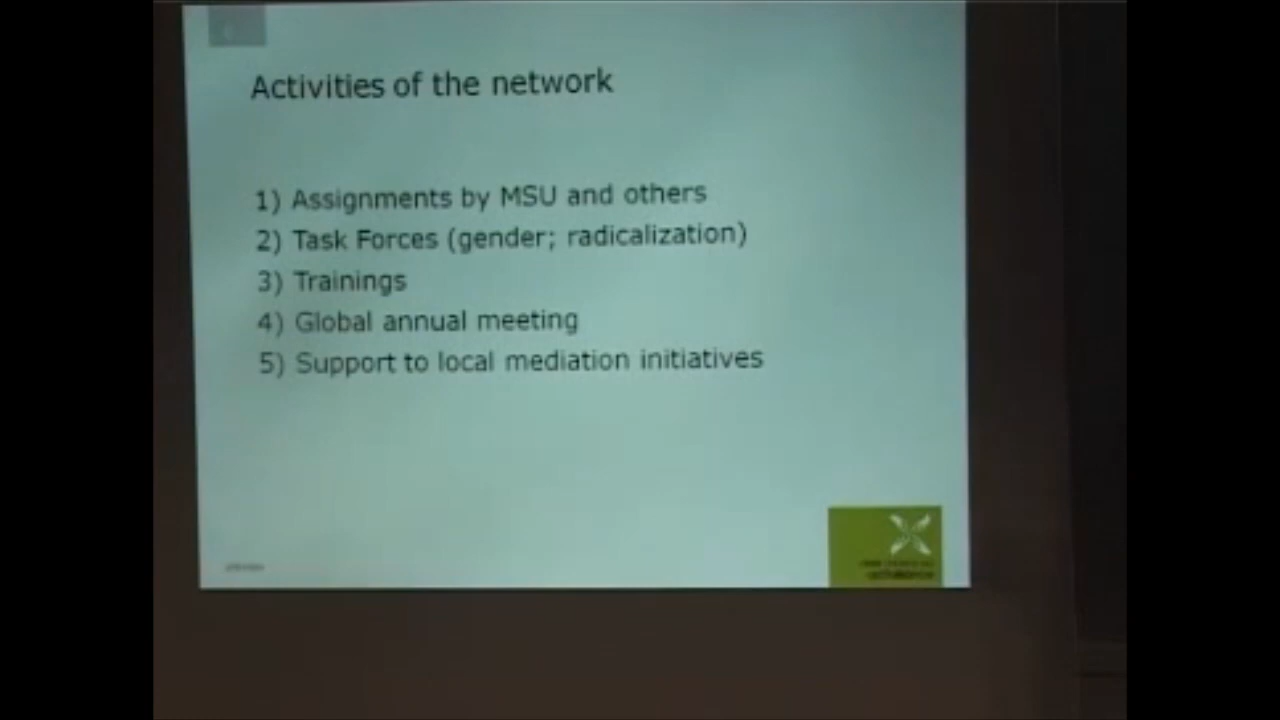 Activities of the network
1) Assignments by MSU and others
2) Task Forces (gender; radicalization)
3) Trainings
4) Global annual meeting
5) Support to local mediation initiatives